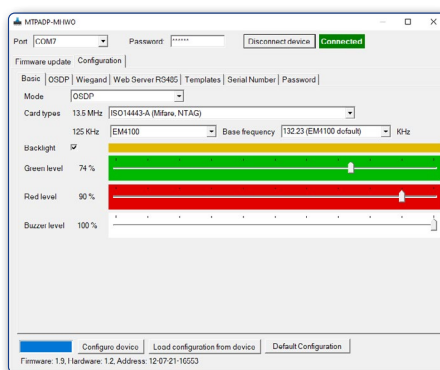 MTPADP-MHWO
Port COM7 Password: ****** Disconnect device Connected
Firmware update Configuration
Basic OSDP Wiegand Web Server RS485 Templates Serial Number Password
Mode OSDP
Card types 13.5 MHz ISO14443-A (Mifare, NTAG)
125 KHz EM4100 Base frequency 132.23 (EM4100 default) KHz
Backlight
Green level 74 %
Red level 90 %
Buzzer level 100 %
Configure device Load configuration from device Default Configuration
Firmware: 1.9, Hardware: 1.2, Address: 12-07-21-16553